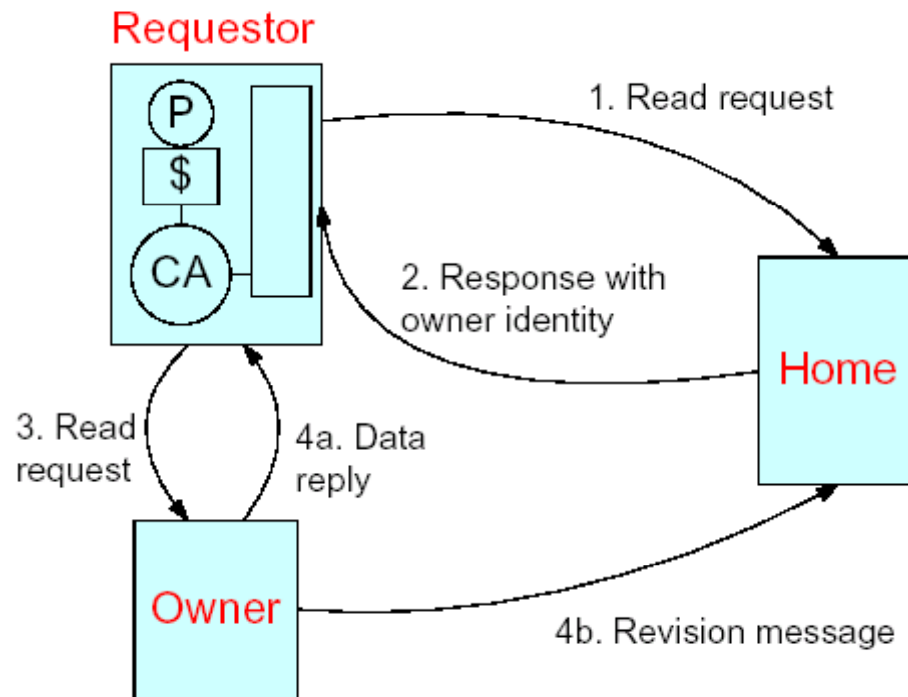 Requestor
P
$
CA
1. Read request
2. Response with
owner identity
Home
3. Read
request
4a. Data
reply
Owner
4b. Revision message